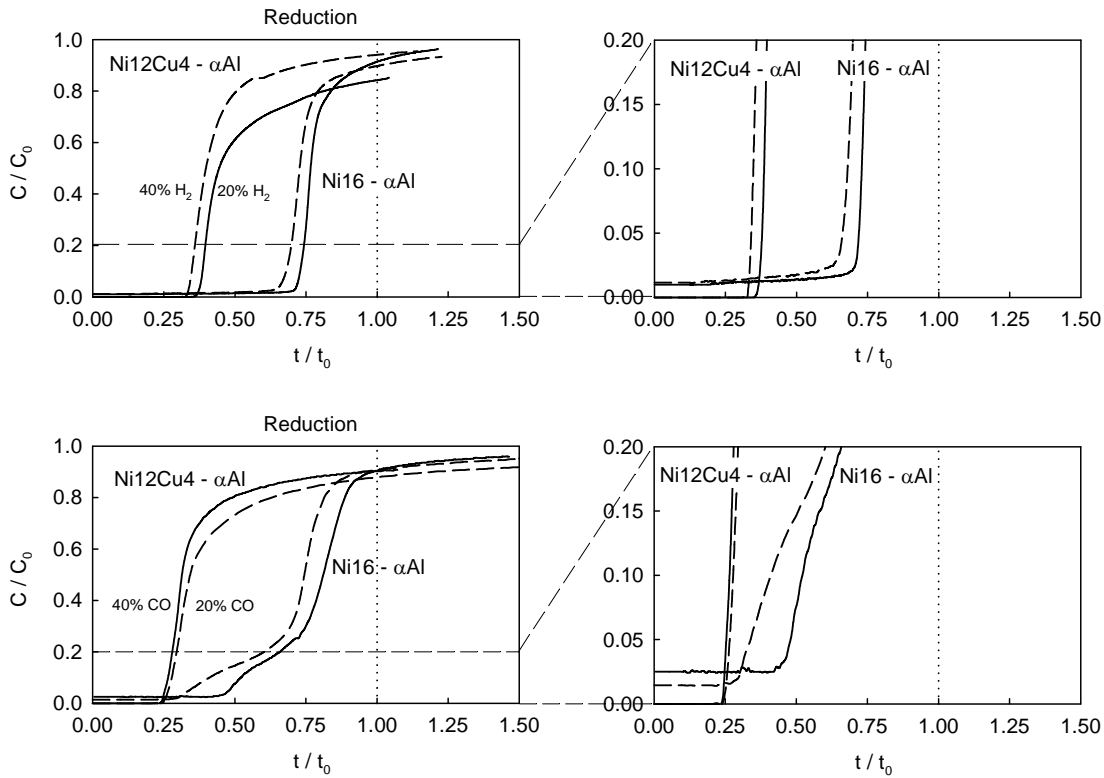 Reduction
1.0
0.8
0.6
0.4
0.2
0.0
C / C0
Ni12Cu4 - αAl
40% H2
20% H2
Ni16 - αAl
0.00 0.25 0.50 0.75 1.00 1.25 1.50
t / t0
0.20
0.15
0.10
0.05
0.00
Ni12Cu4 - αAl
Ni16 - αAl
0.00 0.25 0.50 0.75 1.00 1.25 1.50
t / t0
Reduction
1.0
0.8
0.6
0.4
0.2
0.0
C / C0
Ni12Cu4 - αAl
40% CO
20% CO
Ni16 - αAl
0.00 0.25 0.50 0.75 1.00 1.25 1.50
t / t0
0.20
0.15
0.10
0.05
0.00
Ni12Cu4 - αAl
Ni16 - αAl
0.00 0.25 0.50 0.75 1.00 1.25 1.50
t / t0